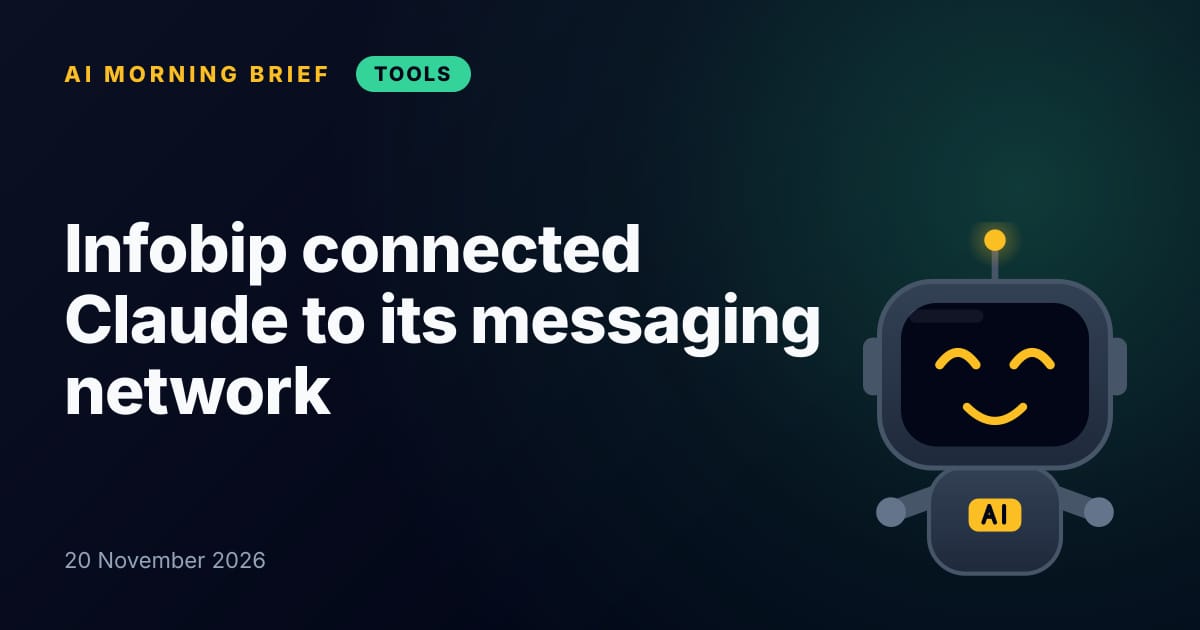 AI MORNING BRIEF TOOLS
Infobip connected
Claude to its messaging
network
AI
20 November 2026